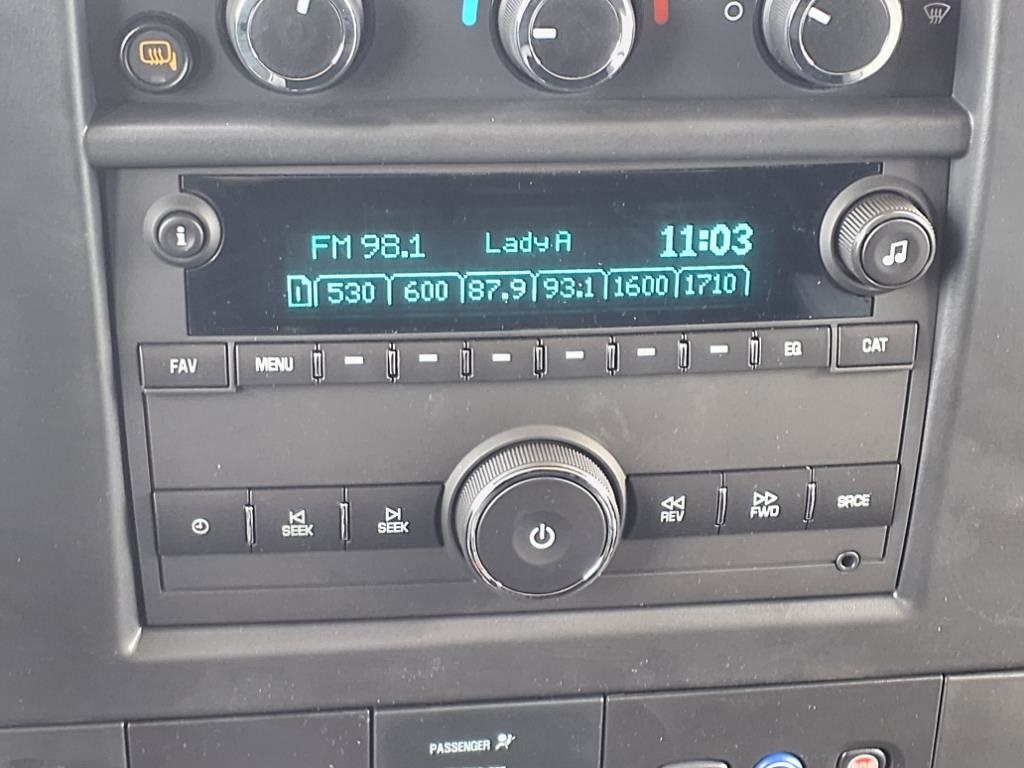 FM 98.1 Lady A 11:03
1 530 600 87.9 93.1 1600 1710
i
FAV MENU EQ CAT
SEEK SEEK REV FWD SRCE
PASSENGER